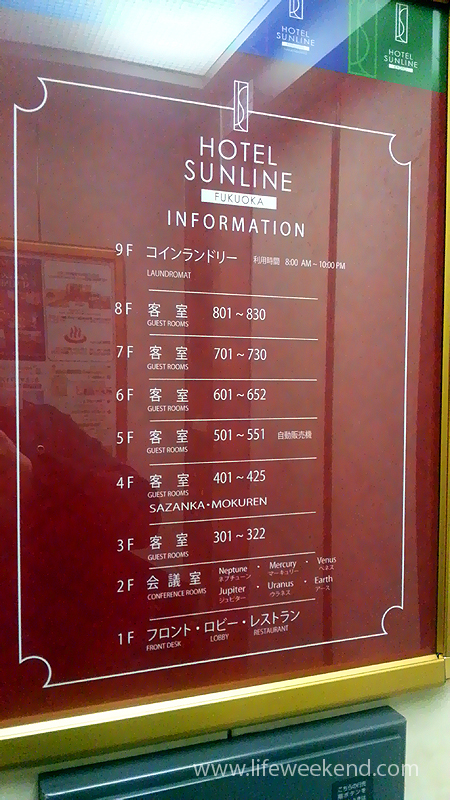 HOTEL
SUNLINE
FUKUOKA
HOTEL
SUNLINE
HOTEL
SUNLINE
FUKUOKA
INFORMATION
9F コインランドリー 利用時間 8:00 AM~10:00 PM
LAUNDROMAT
8F 客室 801~830
GUEST ROOMS
7F 客室 701~730
GUEST ROOMS
6F 客室 601~652
GUEST ROOMS
5F 客室 501~551 自動販売機
GUEST ROOMS
4F 客室 401~425
GUEST ROOMS
SAZANKA・MOKUREN
3F 客室 301~322
GUEST ROOMS
2F 会議室 Neptune ・ Mercury ・ Venus
ネプチューン マーキュリー
CONFERENCE ROOMS Jupiter ・ Uranus ・ Earth
ジュピター ウラネス アース
1F フロント・ロビー・レストラン
FRONT DESK LOBBY RESTAURANT
www.lifeweekend.com